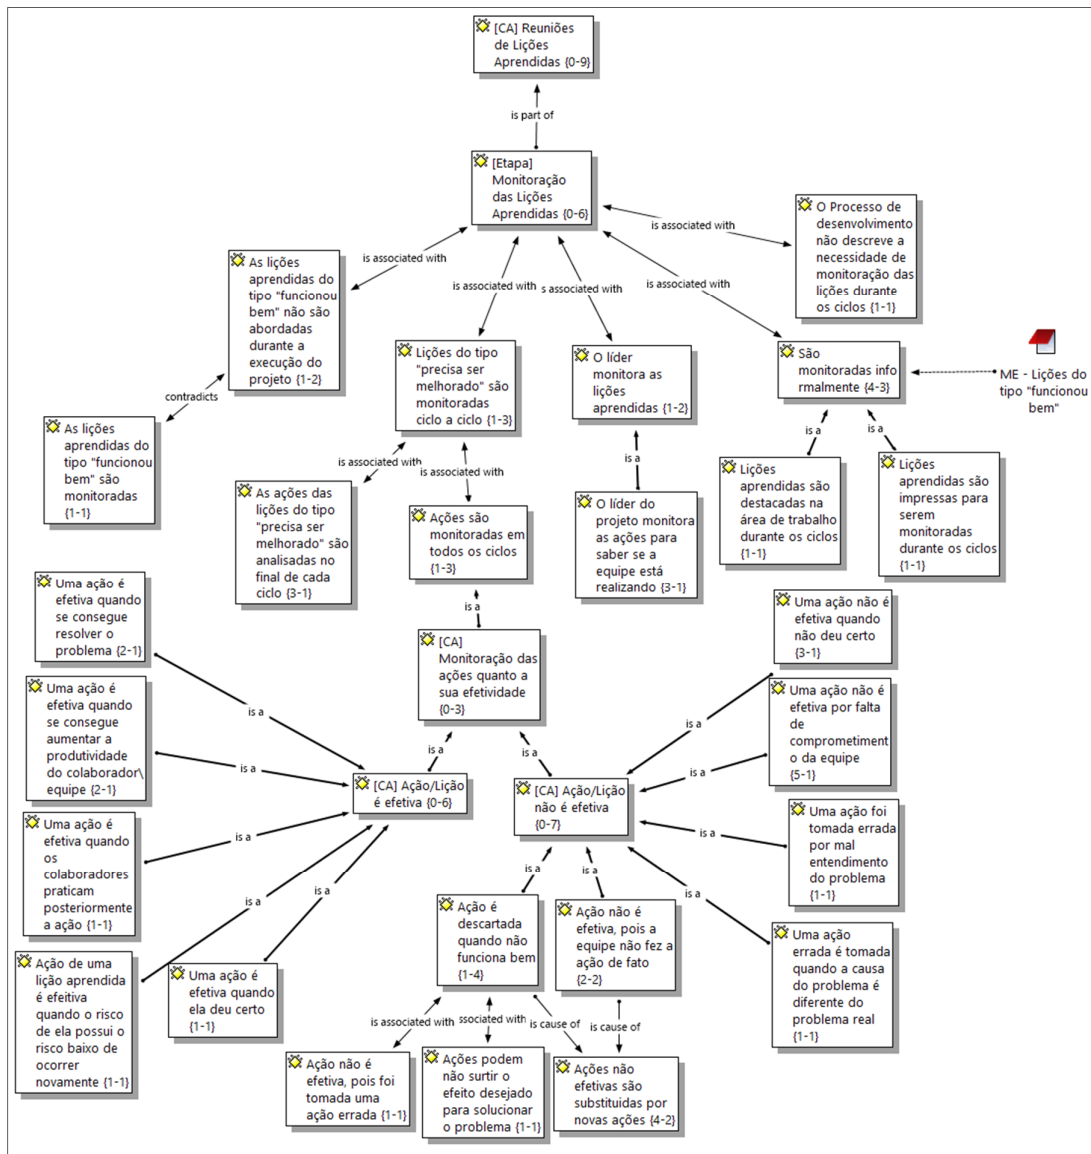 [CA] Reuniões
de Lições
Aprendidas {0-9}
is part of
[Etapa]
Monitoração
das Lições
Aprendidas {0-6}
is associated with
is associated with
s associated with
is associated with
is associated with
O Processo de
desenvolvimento
não descreve a
necessidade de
monitoração das
lições durante
os ciclos {1-1}
As lições
aprendidas do
tipo "funcionou
bem" não são
abordadas
durante a
execução do
projeto {1-2}
contradicts
As lições
aprendidas do
tipo "funcionou
bem" são
monitoradas
{1-1}
Lições do tipo
"precisa ser
melhorado" são
monitoradas
ciclo a ciclo {1-3}
O líder
monitora as
lições
aprendidas {1-2}
São
monitoradas info
rmalmente {4-3}
ME - Lições do
tipo "funcionou
bem"
is associated with
is associated with
is a
is a
is a
As ações das
lições do tipo
"precisa ser
melhorado" são
analisadas no
final de cada
ciclo {3-1}
Ações são
monitoradas em
todos os ciclos
{1-3}
O líder do
projeto monitora
as ações para
saber se a
equipe está
realizando {3-1}
Lições
aprendidas são
destacadas na
área de trabalho
durante os ciclos
{1-1}
Lições
aprendidas são
impressas para
serem
monitoradas
durante os ciclos
{1-1}
is a
[CA]
Monitoração das
ações quanto a
sua efetividade
{0-3}
Uma ação é
efetiva quando
se consegue
resolver o
problema {2-1}
Uma ação é
efetiva quando
se consegue
aumentar a
produtividade
do colaborador\
equipe {2-1}
Uma ação é
efetiva quando
os
colaboradores
praticam
posteriormente
a ação {1-1}
Ação de uma
lição aprendida
é efeitiva
quando o risco
de ela possui o
risco baixo de
ocorrer
novamente {1-1}
Uma ação é
efetiva quando
ela deu certo
{1-1}
is a
is a
is a
is a
is a
is a
is a
[CA] Ação/Lição
é efetiva {0-6}
[CA] Ação/Lição
não é efetiva
{0-7}
Uma ação não é
efetiva quando
não deu certo
{3-1}
Uma ação não é
efetiva por falta
de
compromentiment
o da equipe
{5-1}
Uma ação foi
tomada errada
por mal
entendimento
do problema
{1-1}
Uma ação
errada é tomada
quando a causa
do problema é
diferente do
problema real
{1-1}
is a
is a
is a
is a
is a
is a
Ação é
descartada
quando não
funciona bem
{1-4}
Ação não é
efetiva, pois a
equipe não fez a
ação de fato
{2-2}
is associated with
ssociated with
is cause of
is cause of
Ação não é
efetiva, pois foi
tomada uma
ação errada {1-1}
Ações podem
não surtir o
efeito desejado
para solucionar
o problema {1-1}
Ações não
efetivas são
substituidas por
novas ações {4-2}